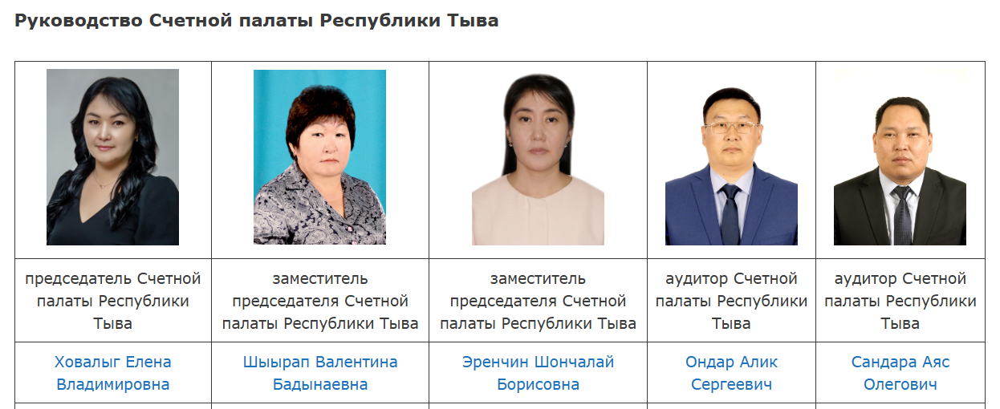 Руководство Счетной палаты Республики Тыва
председатель Счетной
палаты Республики
Тыва
заместитель
председателя Счетной
палаты Республики Тыва
заместитель
председателя Счетной
палаты Республики Тыва
аудитор Счетной
палаты Республики
Тыва
аудитор Счетной
палаты Республики
Тыва
Ховалыг Елена
Владимировна
Шыырап Валентина
Бадынаевна
Эренчин Шончалай
Борисовна
Ондар Алик
Сергеевич
Сандара Аяс
Олегович